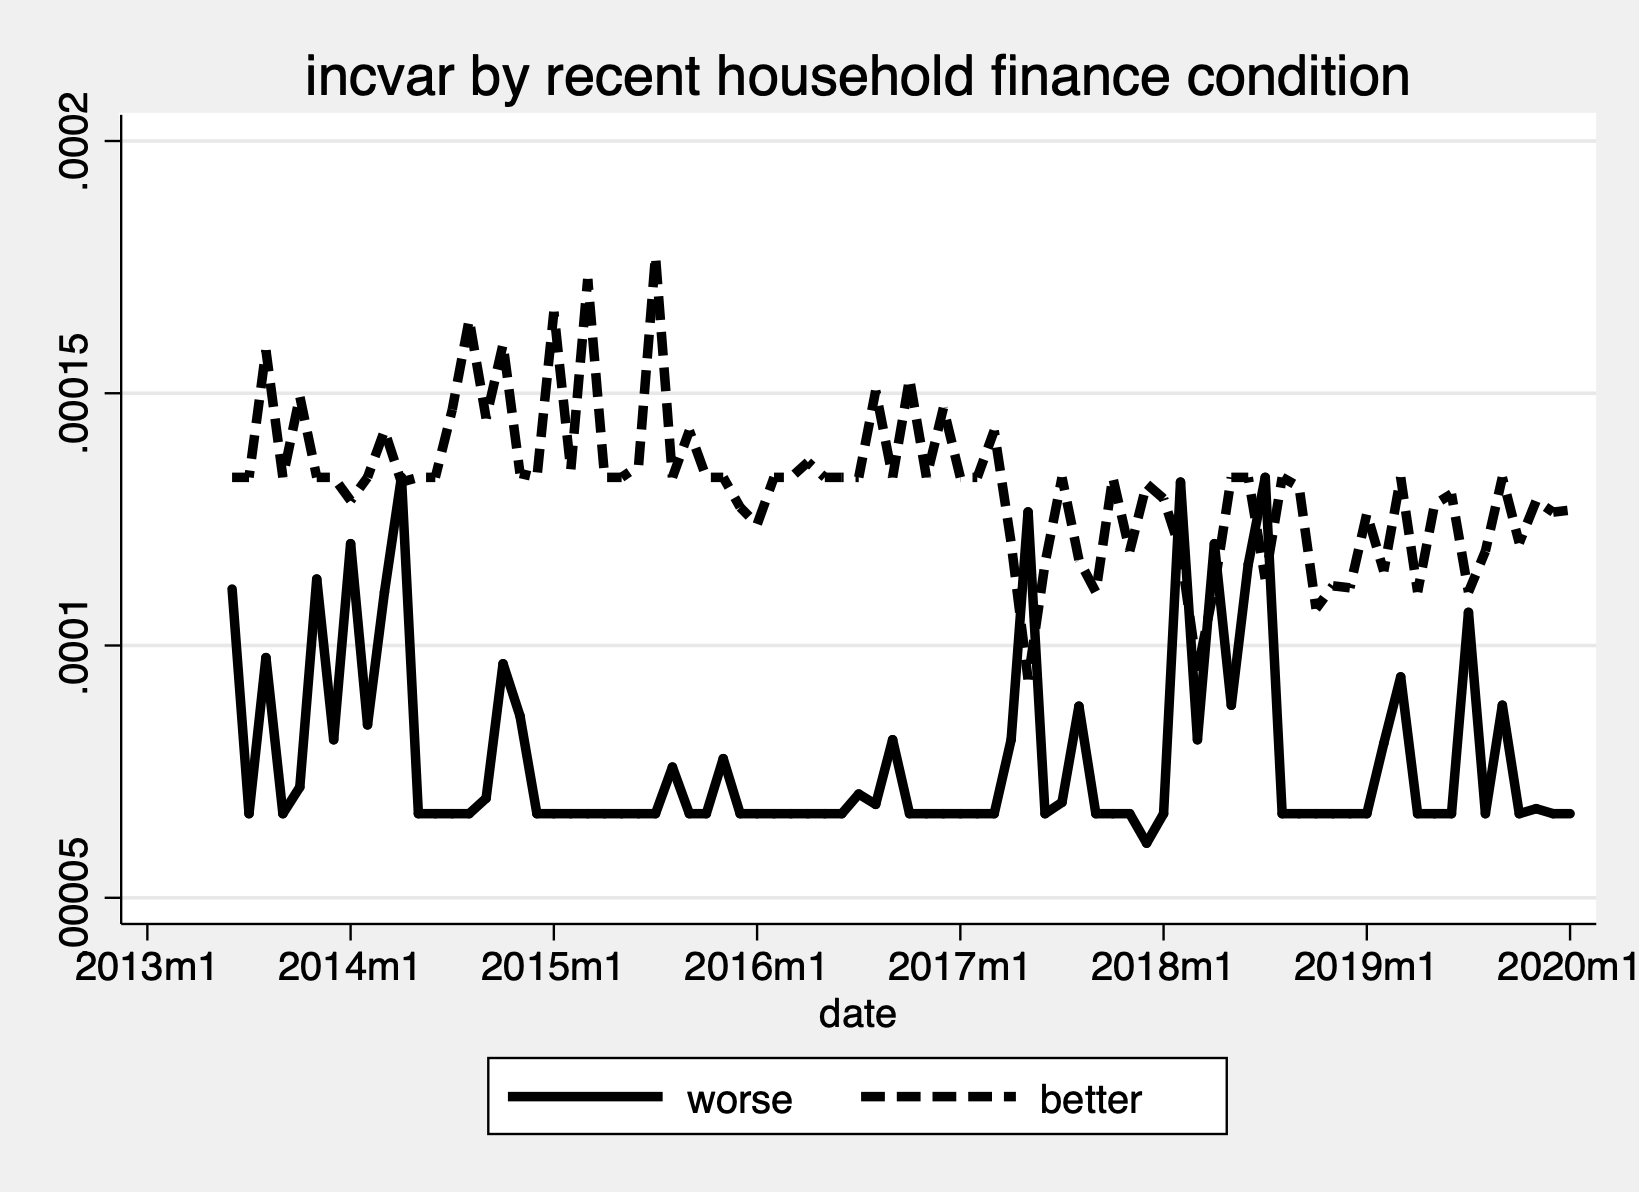 incvar by recent household finance condition
.0002
.00015
.0001
.00005
2013m1 2014m1 2015m1 2016m1 2017m1 2018m1 2019m1 2020m1
date
worse better